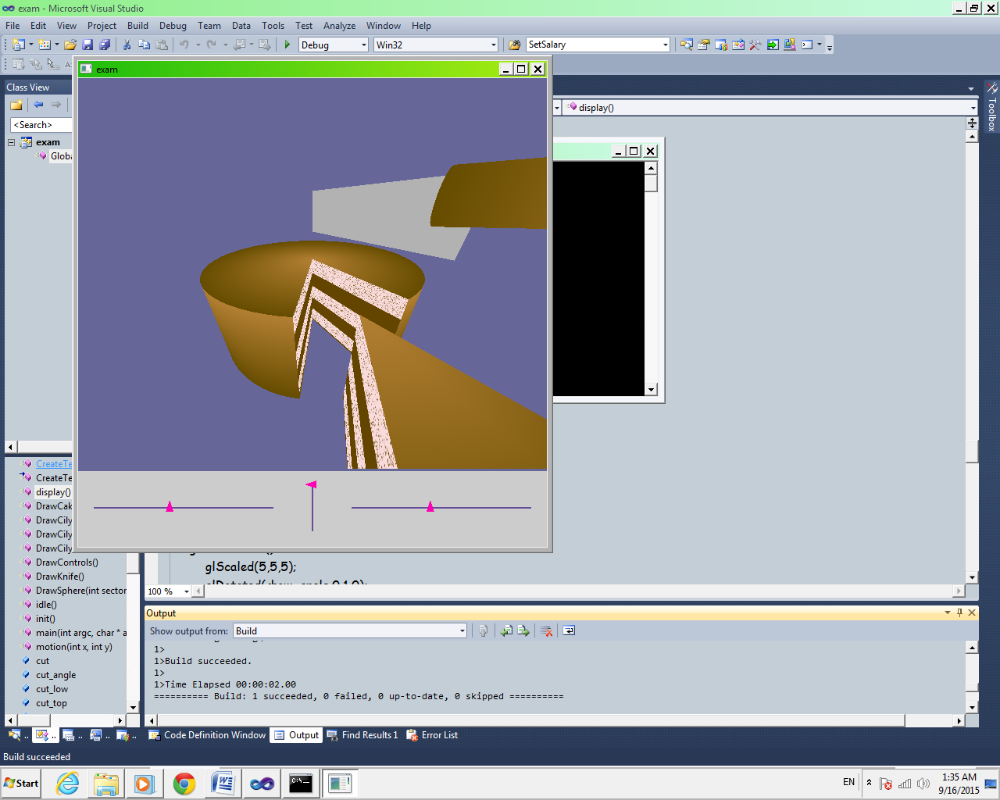 exam - Microsoft Visual Studio
File Edit View Project Build Debug Team Data Tools Test Analyze Window Help
Debug Win32 SetSalary
exam
Class View
display()
Toolbox
<Search>
exam
Globa
CreateTe
CreateTe
display()
DrawCak
DrawCily
DrawCily
DrawCily
DrawControls()
DrawKnife()
DrawSphere(int sector
idle()
init()
main(int argc, char * a
motion(int x, int y)
cut
cut_angle
cut_low
cut_top
glScaled(5,5,5);
100 %
Output
Show output from: Build
1>
1>Build succeeded.
1>
1>Time Elapsed 00:00:02.00
========== Build: 1 succeeded, 0 failed, 0 up-to-date, 0 skipped ==========
.. .. .. .. .. Code Definition Window Output Find Results 1 Error List
Build succeeded
Start EN 1:35 AM
9/16/2015